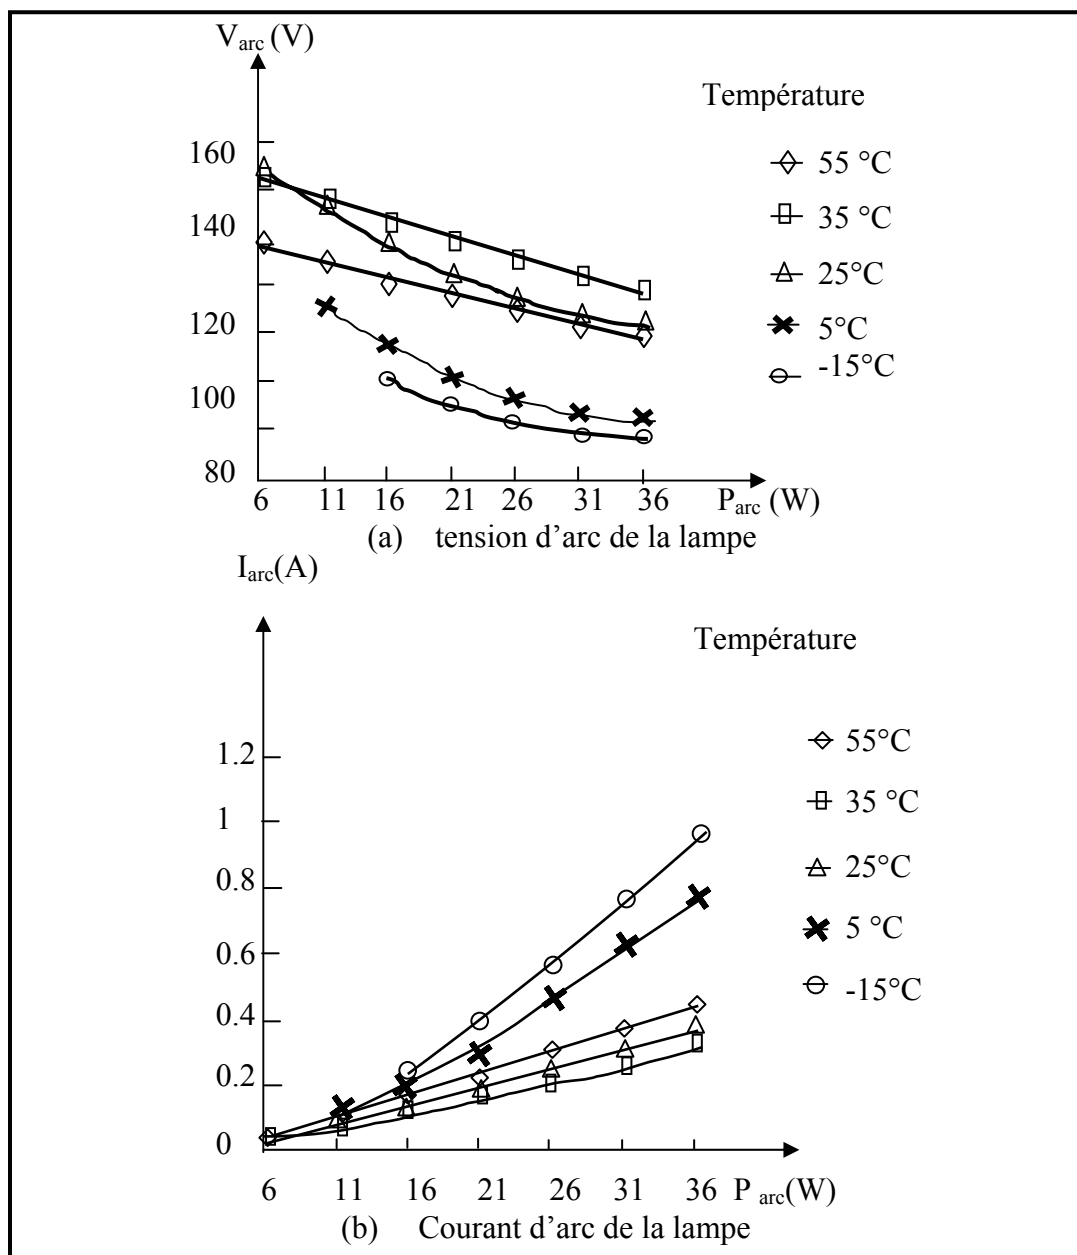 V_arc (V)
Température
160
140
120
100
80
55 °C
35 °C
25°C
5°C
-15°C
6 11 16 21 26 31 36 P_arc (W)
(a) tension d'arc de la lampe
I_arc(A)
Température
1.2
1
0.8
0.6
0.4
0.2
0
55°C
35 °C
25°C
5 °C
-15°C
6 11 16 21 26 31 36 P_arc(W)
(b) Courant d'arc de la lampe